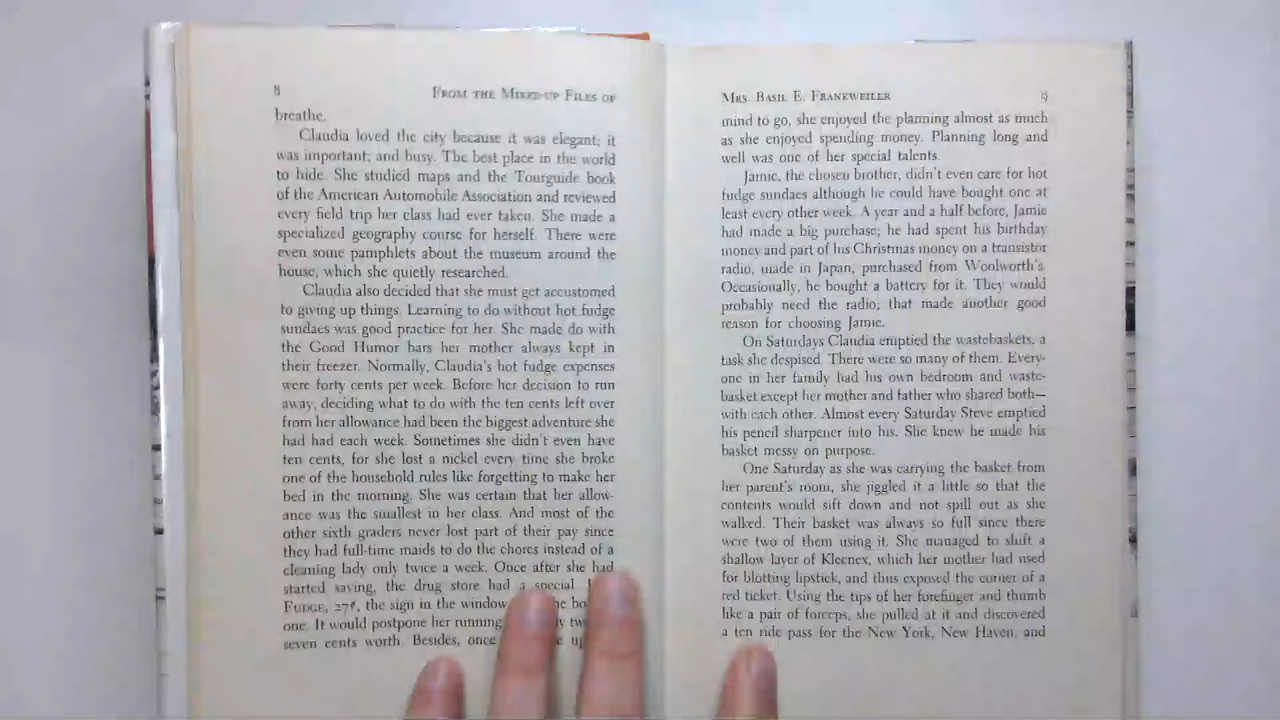 8
FROM THE MIXED-UP FILES OF
breathe.
Claudia loved the city because it was elegant; it
was important; and busy. The best place in the world
to hide. She studied maps and the Tourguide book
of the American Automobile Association and reviewed
every field trip her class had ever taken. She made a
specialized geography course for herself. There were
even some pamphlets about the museum around the
house, which she quietly researched.
Claudia also decided that she must get accustomed
to giving up things. Learning to do without hot fudge
sundaes was good practice for her. She made do with
the Good Humor bars her mother always kept in
their freezer. Normally, Claudia's hot fudge expenses
were forty cents per week. Before her decision to run
away, deciding what to do with the ten cents left over
from her allowance had been the biggest adventure she
had had each week. Sometimes she didn't even have
ten cents, for she lost a nickel every time she broke
one of the household rules like forgetting to make her
bed in the morning. She was certain that her allow-
ance was the smallest in her class. And most of the
other sixth graders never lost part of their pay since
they had full-time maids to do the chores instead of a
cleaning lady only twice a week. Once after she had
started saving, the drug store had a special
FUDGE, 27¢, the sign in the window
one. It would postpone her running
seven cents worth. Besides, once
MRS. BASIL E. FRANKWEILER
9
mind to go, she enjoyed the planning almost as much
as she enjoyed spending money. Planning long and
well was one of her special talents.
Jamie, the chosen brother, didn't even care for hot
fudge sundaes although he could have bought one at
least every other week. A year and a half before, Jamie
had made a big purchase; he had spent his birthday
money and part of his Christmas money on a transistor
radio, made in Japan, purchased from Woolworth's.
Occasionally, he bought a battery for it. They would
probably need the radio; that made another good
reason for choosing Jamie.
On Saturdays Claudia emptied the wastebaskets, a
task she despised. There were so many of them. Every-
one in her family had his own bedroom and waste-
basket except her mother and father who shared both—
with each other. Almost every Saturday Steve emptied
his pencil sharpener into his. She knew he made his
basket messy on purpose.
One Saturday as she was carrying the basket from
her parent's room, she jiggled it a little so that the
contents would sift down and not spill out as she
walked. Their basket was always so full since there
were two of them using it. She managed to shift a
shallow layer of Kleenex, which her mother had used
for blotting lipstick, and thus exposed the corner of a
red ticket. Using the tips of her forefinger and thumb
like a pair of forceps, she pulled at it and discovered
a ten ride pass for the New York, New Haven, and